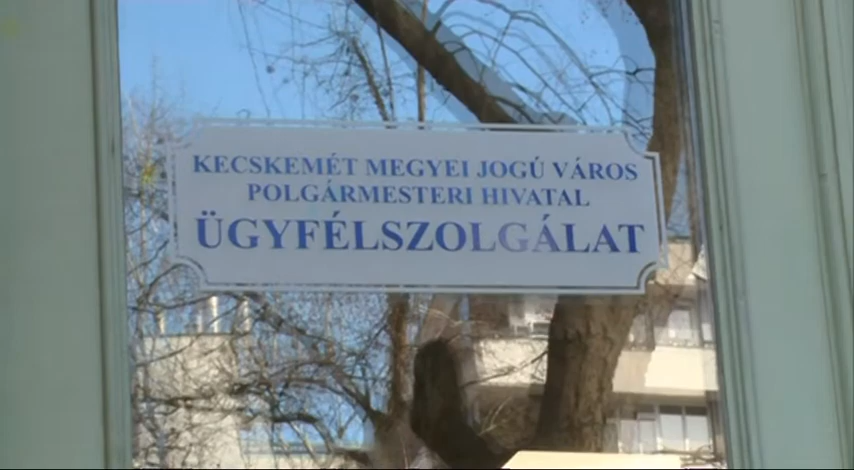 KECSKEMÉT MEGYEI JOGÚ VÁROS
POLGÁRMESTERI HIVATAL
ÜGYFÉLSZOLGÁLAT